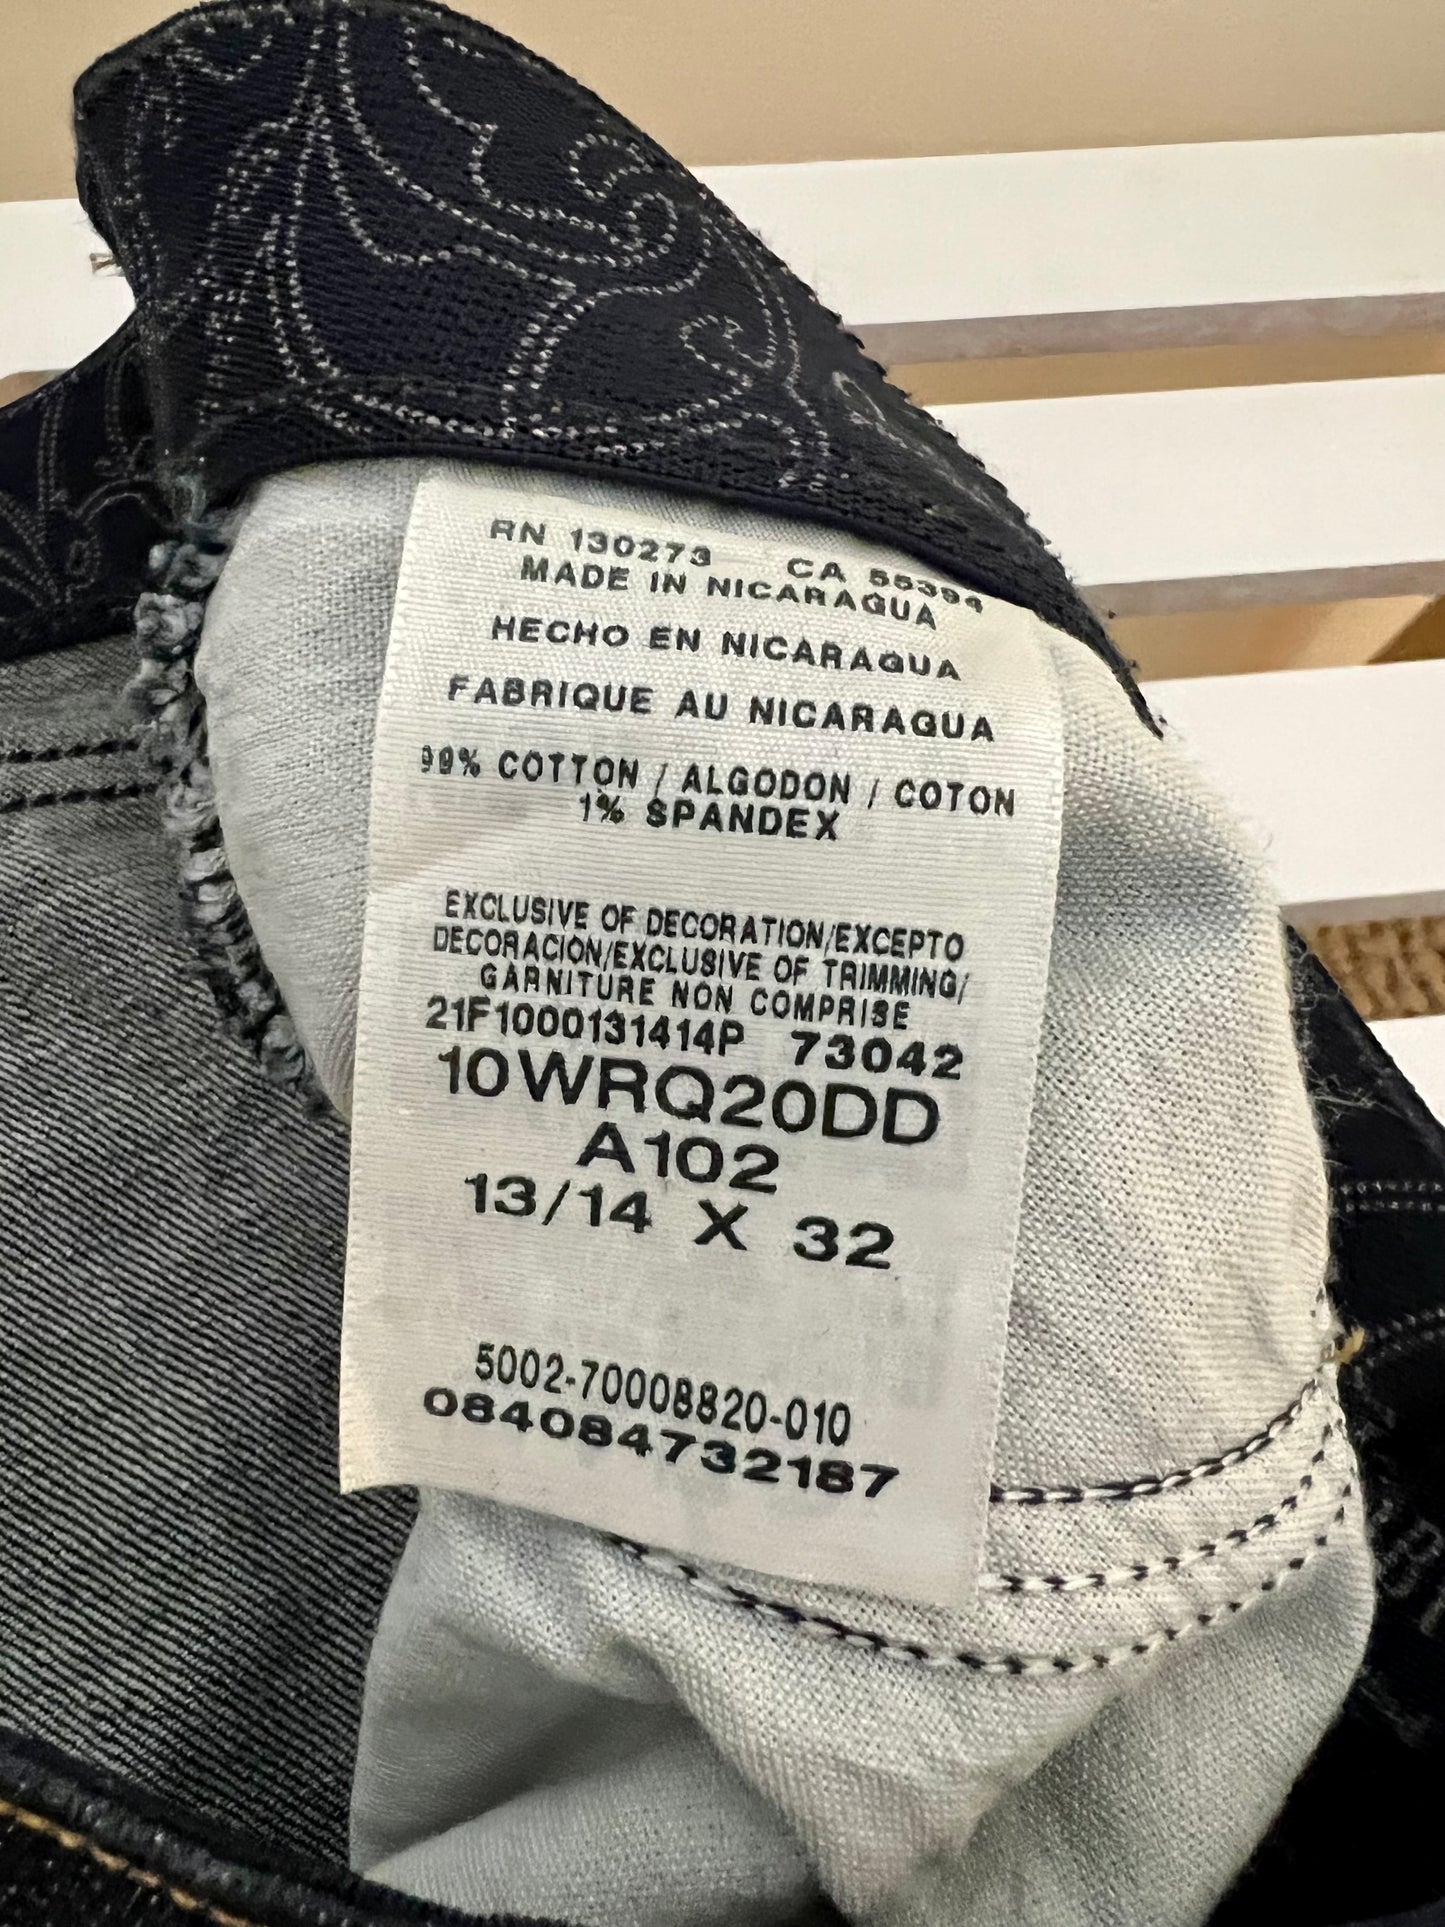 RN 130273 CA 55394
MADE IN NICARAGUA
HECHO EN NICARAGUA
FABRIQUE AU NICARAGUA
99% COTTON / ALGODON / COTON
1% SPANDEX
EXCLUSIVE OF DECORATION/EXCEPTO
DECORACION/EXCLUSIVE OF TRIMMING/
GARNITURE NON COMPRISE
21F1000131414P 73042
10WRQ20DD
A102
13/14 X 32
5002-70008820-010
084084732187